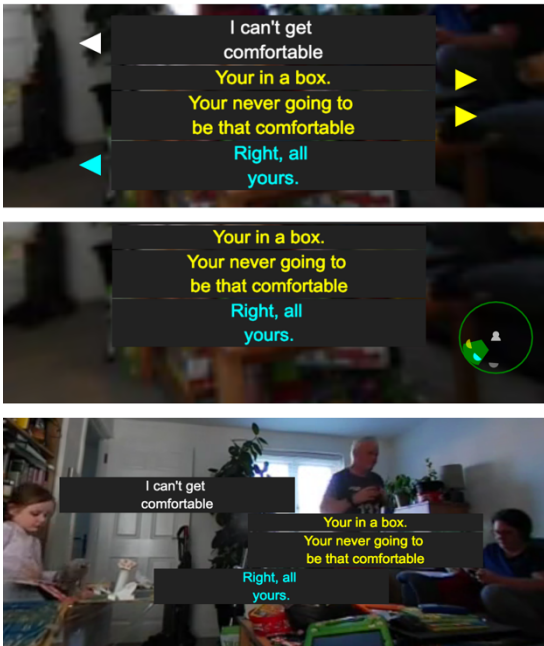 I can't get
comfortable
Your in a box.
Your never going to
be that comfortable
Right, all
yours.
Your in a box.
Your never going to
be that comfortable
Right, all
yours.
I can't get
comfortable
Your in a box.
Your never going to
be that comfortable
Right, all
yours.